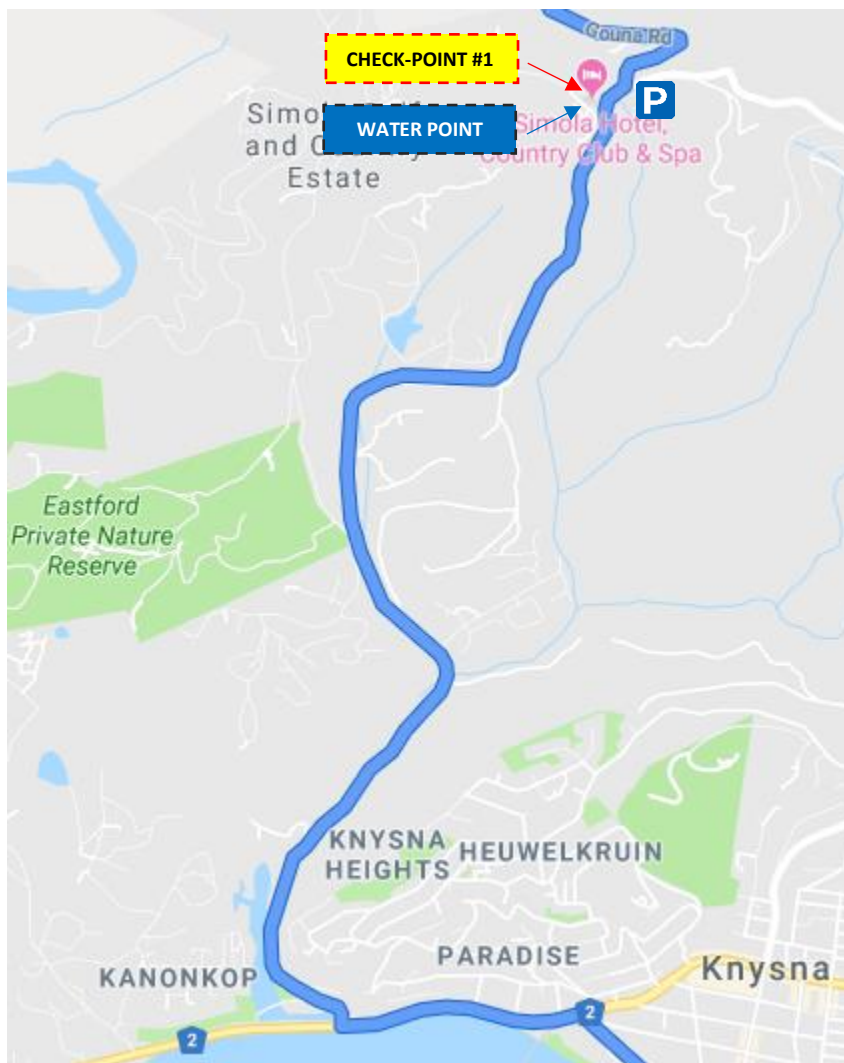 Gouna Rd
CHECK-POINT #1
P
WATER POINT
Simola Hotel,
Country Club & Spa
and
Estate
Eastford
Private Nature
Reserve
KNYSNA
HEIGHTS
HEUWELKRUIN
PARADISE
KANONKOP
Knysna
2
2